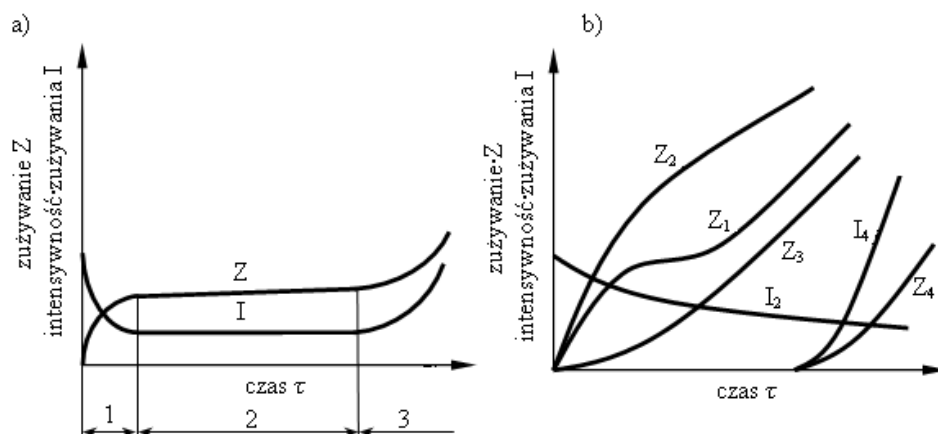 a)
zużywanie Z
intensywność·zużywania I
Z
I
czas τ
1
2
3
b)
zużywanie·Z
intensywność·zużywania I
Z2
Z1
Z3
I4
Z4
I2
czas τ